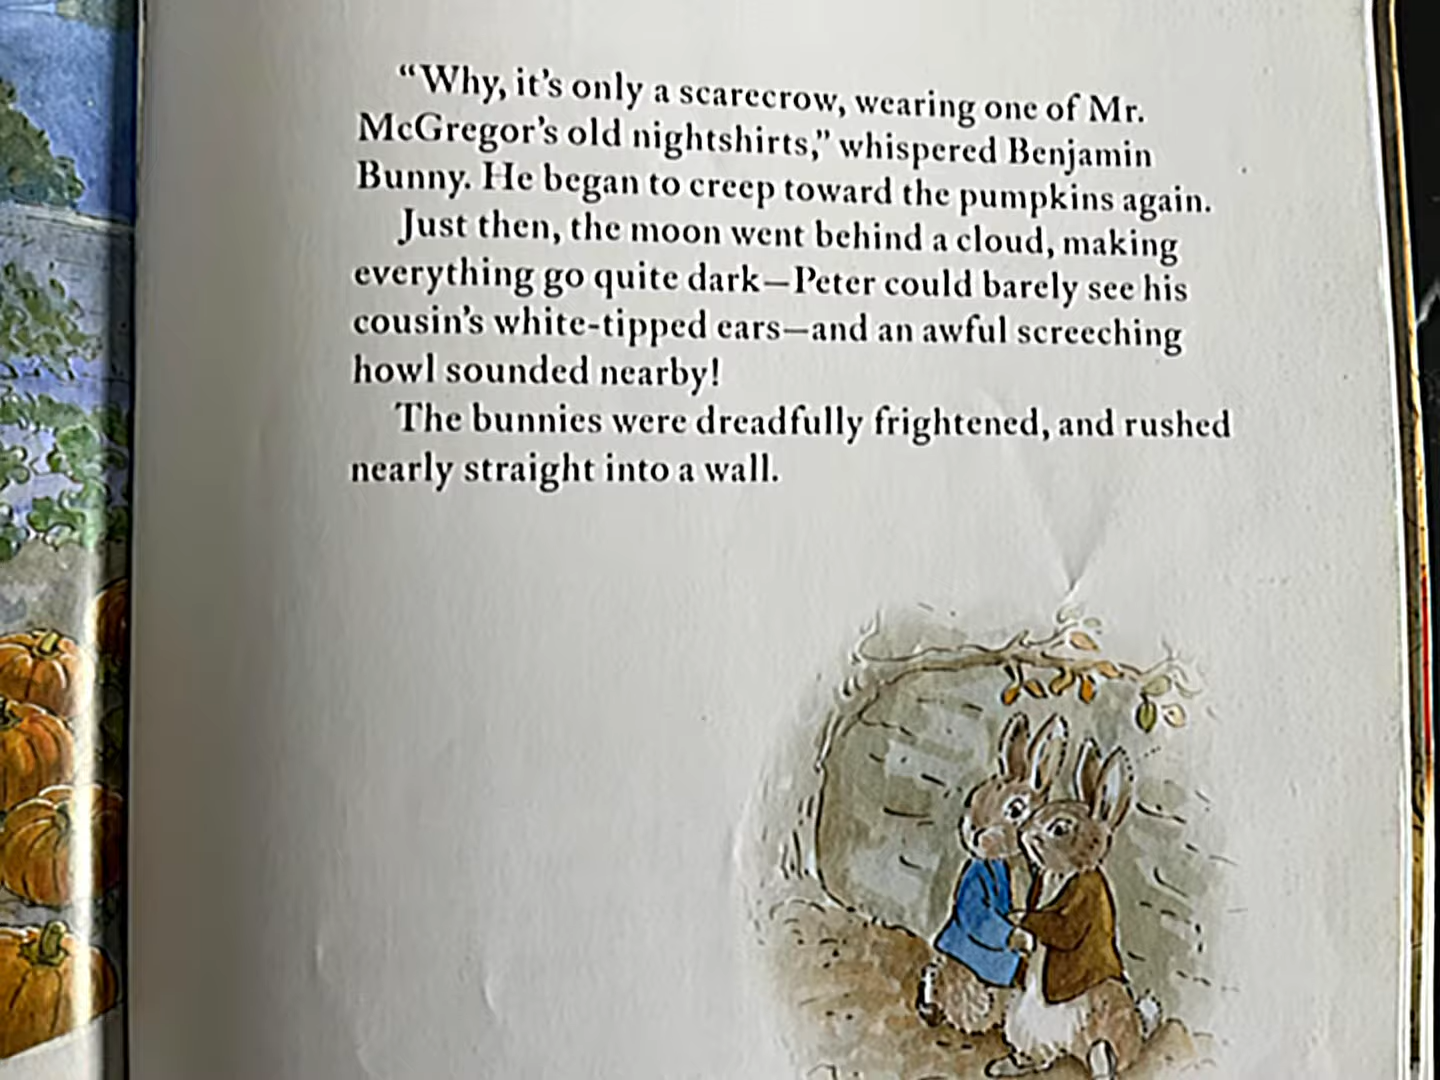 “Why, it’s only a scarecrow, wearing one of Mr.
McGregor’s old nightshirts,” whispered Benjamin
Bunny. He began to creep toward the pumpkins again.
Just then, the moon went behind a cloud, making
everything go quite dark—Peter could barely see his
cousin’s white-tipped ears—and an awful screeching
howl sounded nearby!
The bunnies were dreadfully frightened, and rushed
nearly straight into a wall.